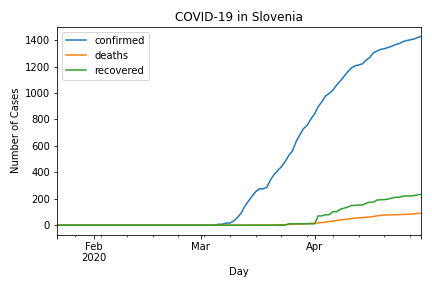 COVID-19 in Slovenia
confirmed
deaths
recovered
Number of Cases
1400
1200
1000
800
600
400
200
0
Feb
2020
Mar
Apr
Day